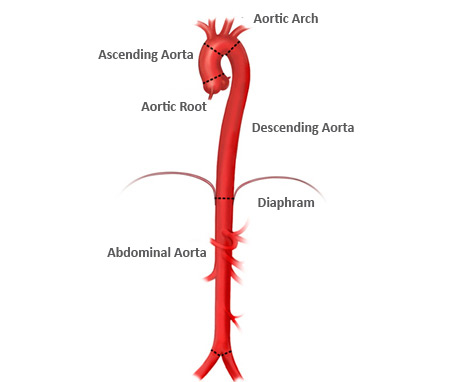 Aortic Arch
Ascending Aorta
Aortic Root
Descending Aorta
Diaphram
Abdominal Aorta